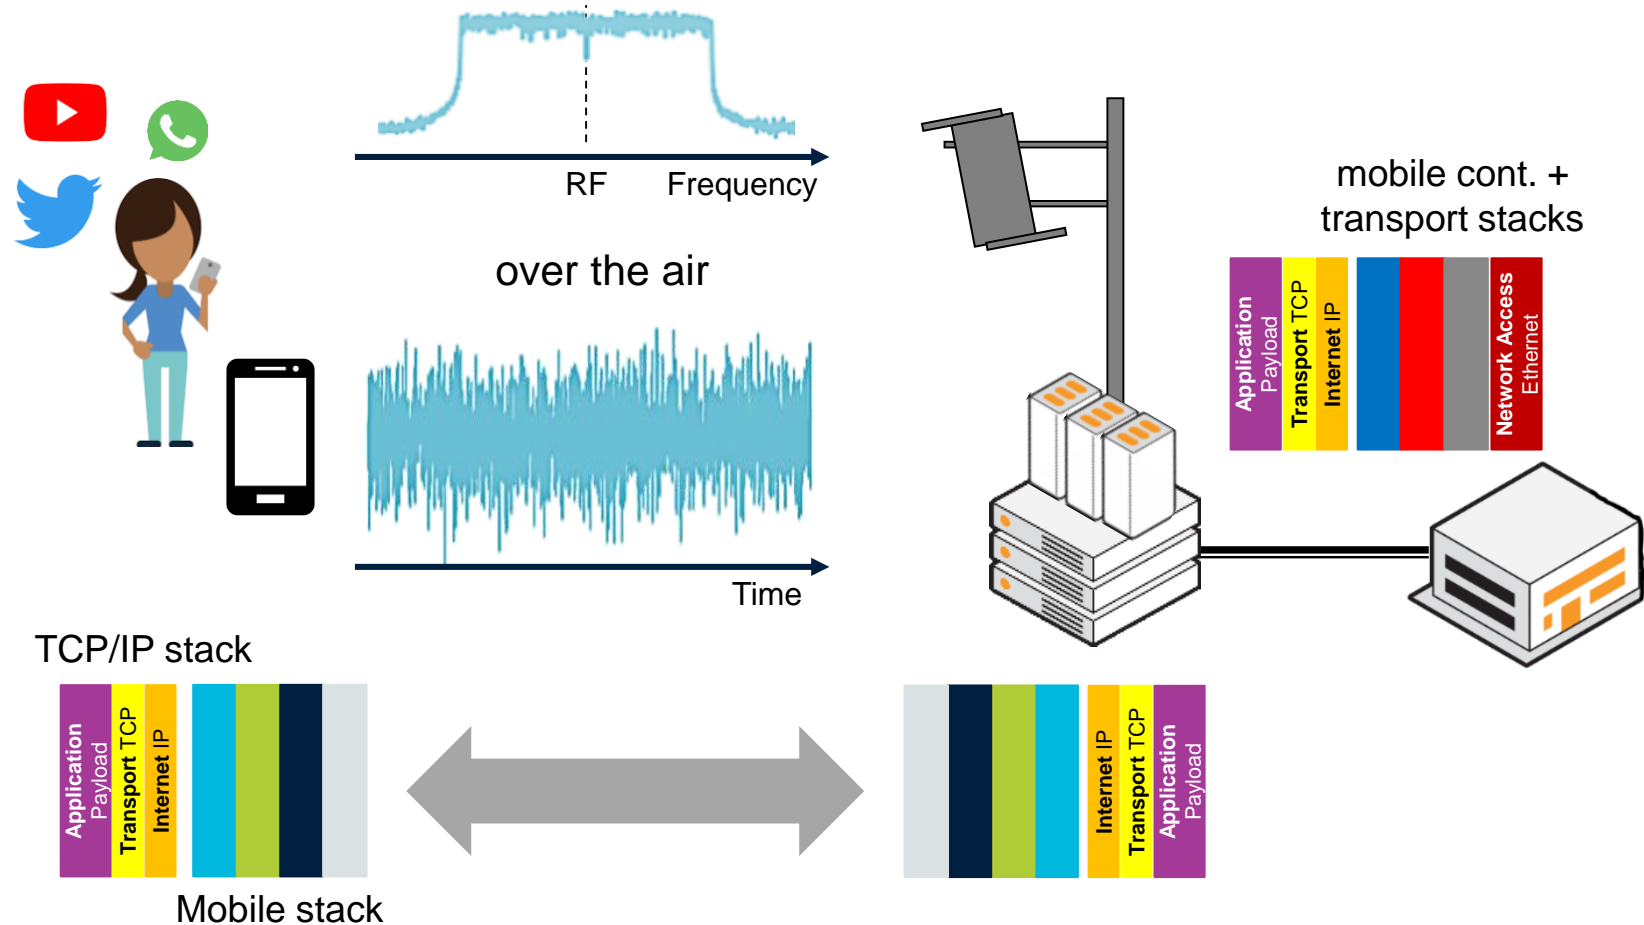 RF
Frequency
over the air
Time
mobile cont. +
transport stacks
Application
Payload
Transport TCP
Internet IP
Network Access
Ethernet
TCP/IP stack
Application
Payload
Transport TCP
Internet IP
Mobile stack
Internet IP
Transport TCP
Application
Payload